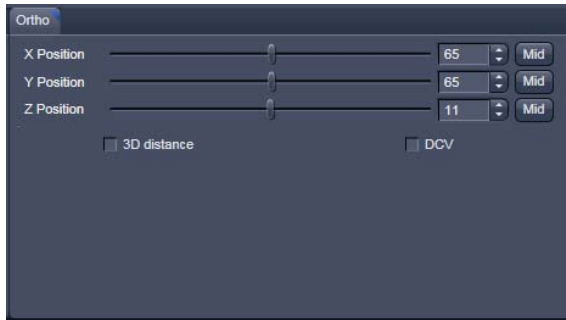 Ortho
X Position 65 Mid
Y Position 65 Mid
Z Position 11 Mid
3D distance DCV